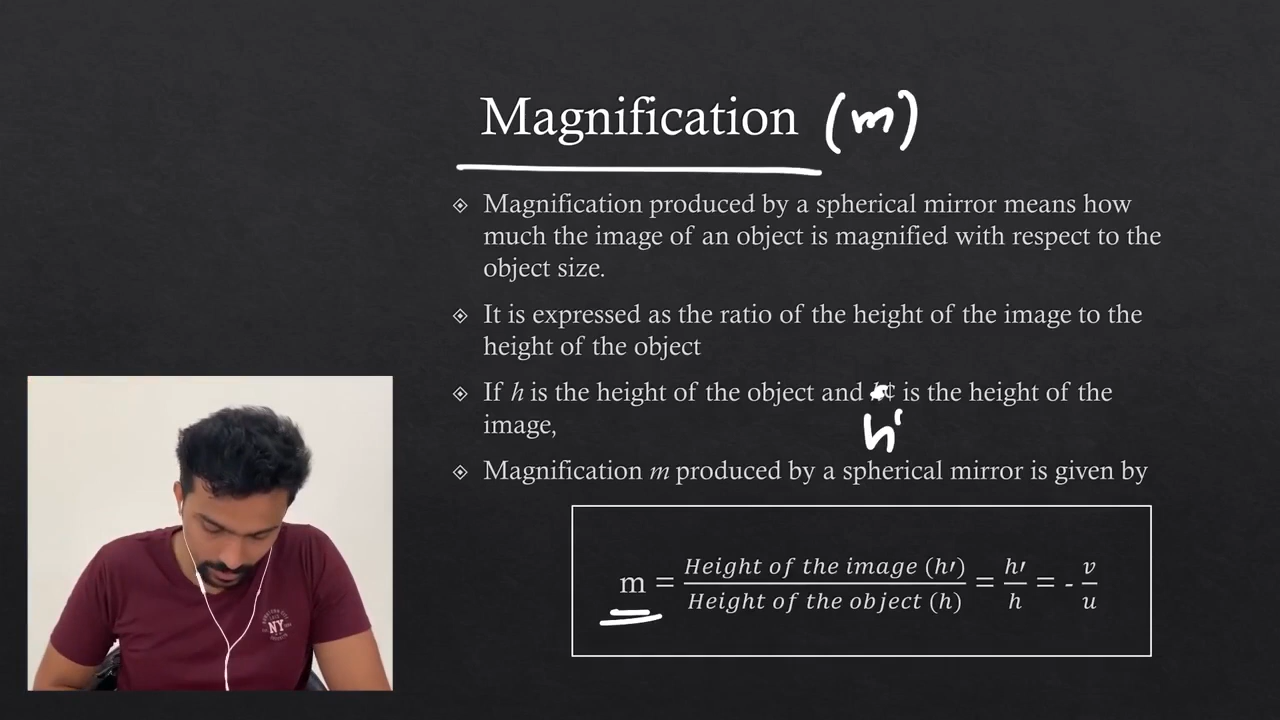 Magnification (m)
Magnification produced by a spherical mirror means how
much the image of an object is magnified with respect to the
object size.
It is expressed as the ratio of the height of the image to the
height of the object
If h is the height of the object and is the height of the
h'
image,
Magnification m produced by a spherical mirror is given by
m = Height of the image (h′) / Height of the object (h) = h′/h = - v/u
NY